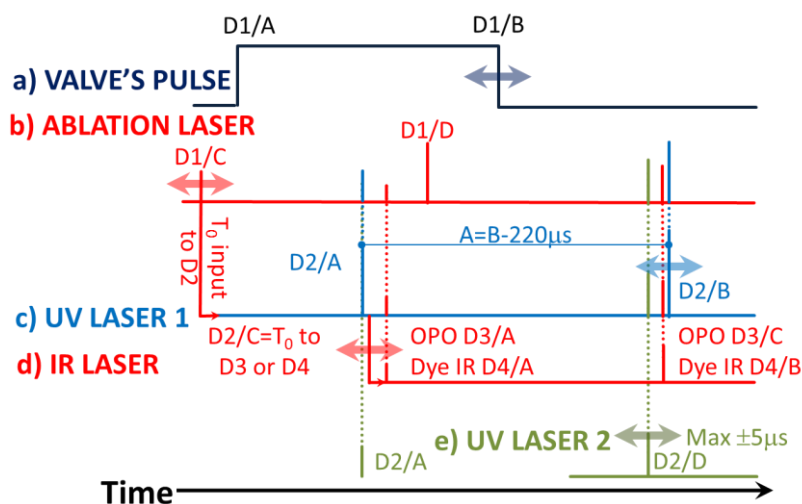 D1/A
D1/B
a) VALVE'S PULSE
b) ABLATION LASER
D1/C
D1/D
T₀ input
to D2
A=B-220μs
D2/A
D2/B
c) UV LASER 1
D2/C=T₀ to
D3 or D4
OPO D3/A
Dye IR D4/A
OPO D3/C
Dye IR D4/B
d) IR LASER
e) UV LASER 2
Max ±5μs
D2/A
D2/D
Time